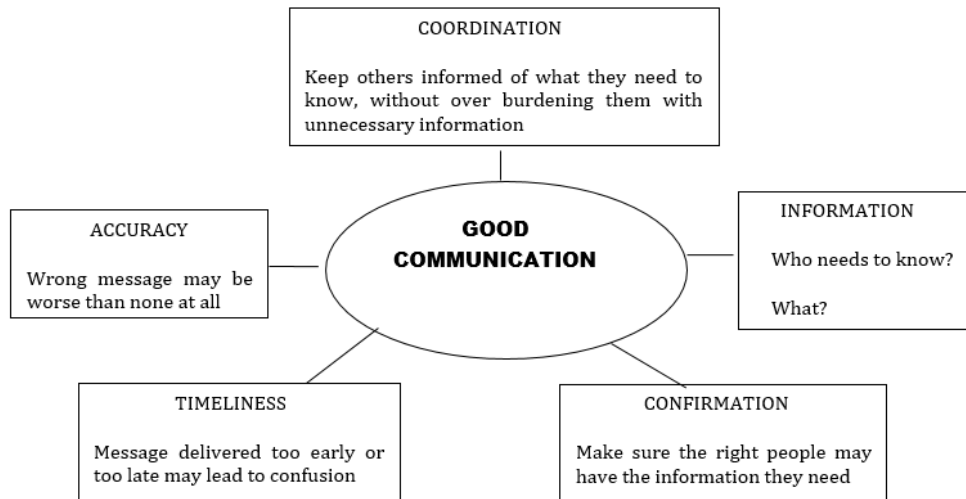 COORDINATION
Keep others informed of what they need to
know, without over burdening them with
unnecessary information
GOOD
COMMUNICATION
ACCURACY
Wrong message may be
worse than none at all
INFORMATION
Who needs to know?
What?
TIMELINESS
Message delivered too early or
too late may lead to confusion
CONFIRMATION
Make sure the right people may
have the information they need